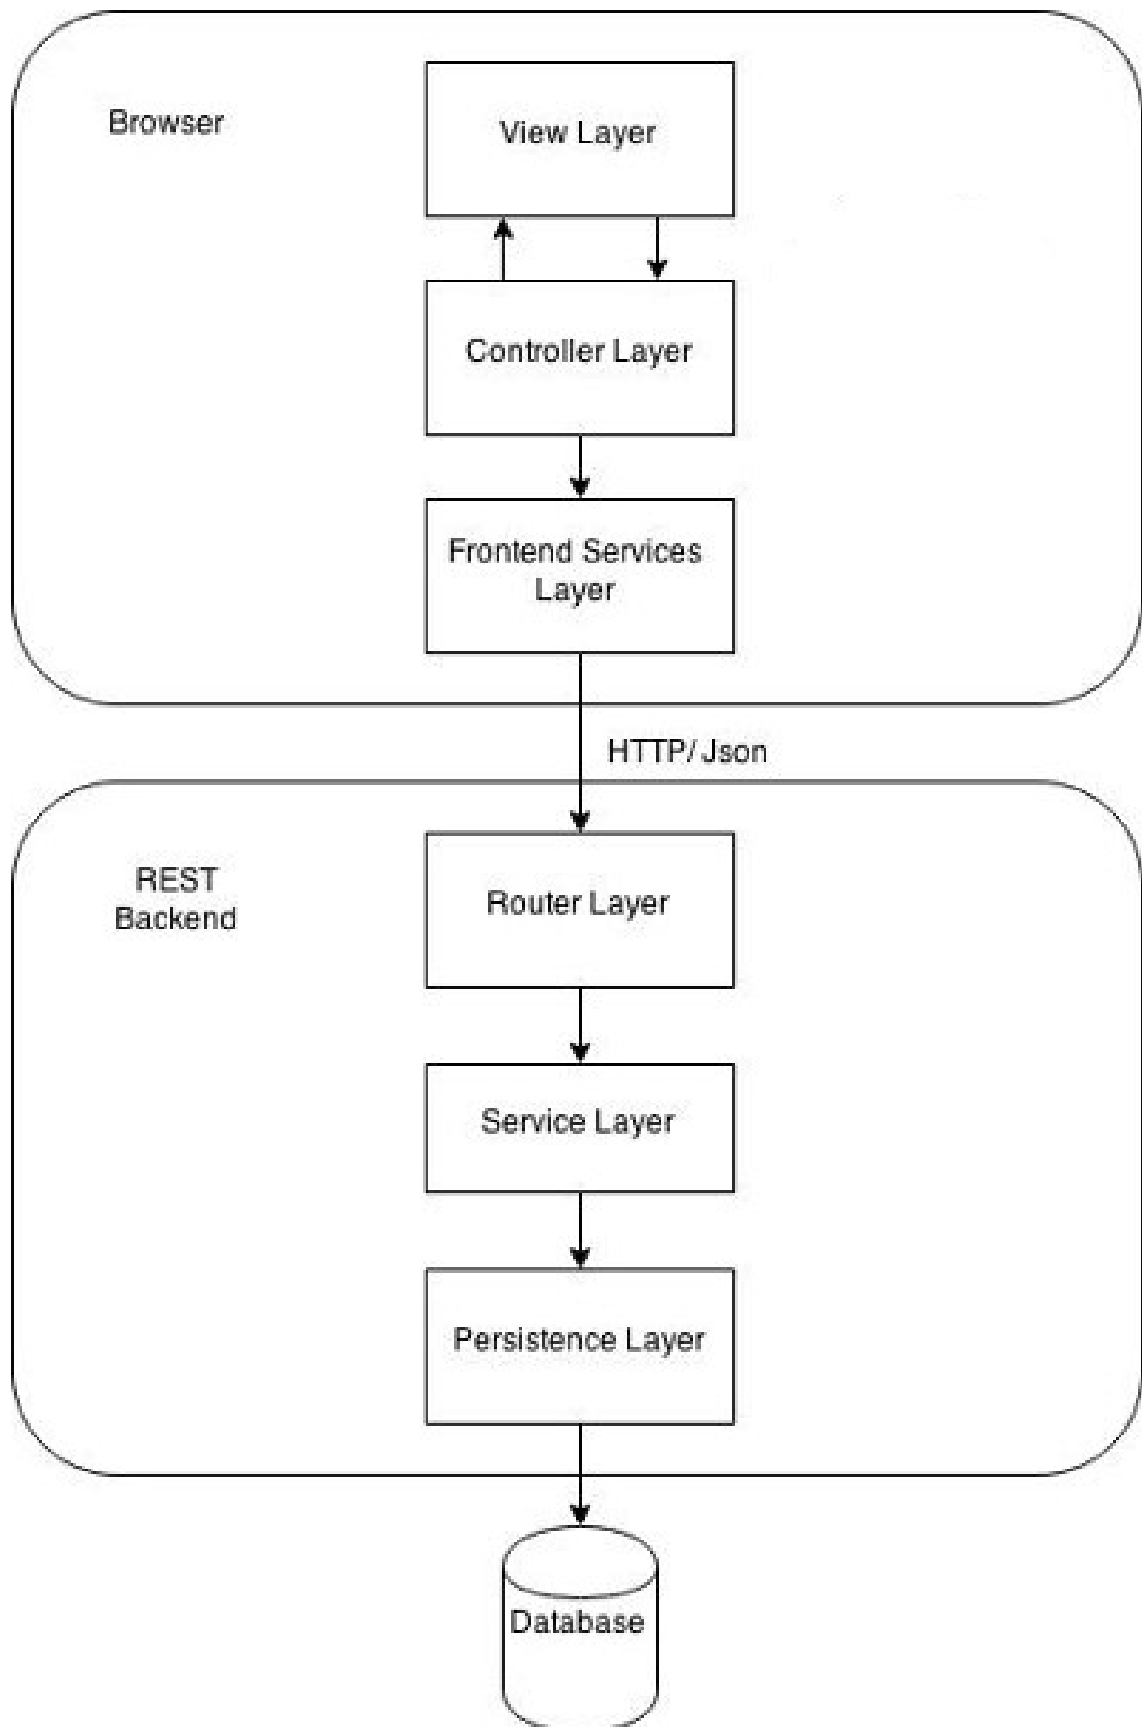 Browser
View Layer
Controller Layer
Frontend Services
Layer
HTTP/ Json
REST
Backend
Router Layer
Service Layer
Persistence Layer
Database